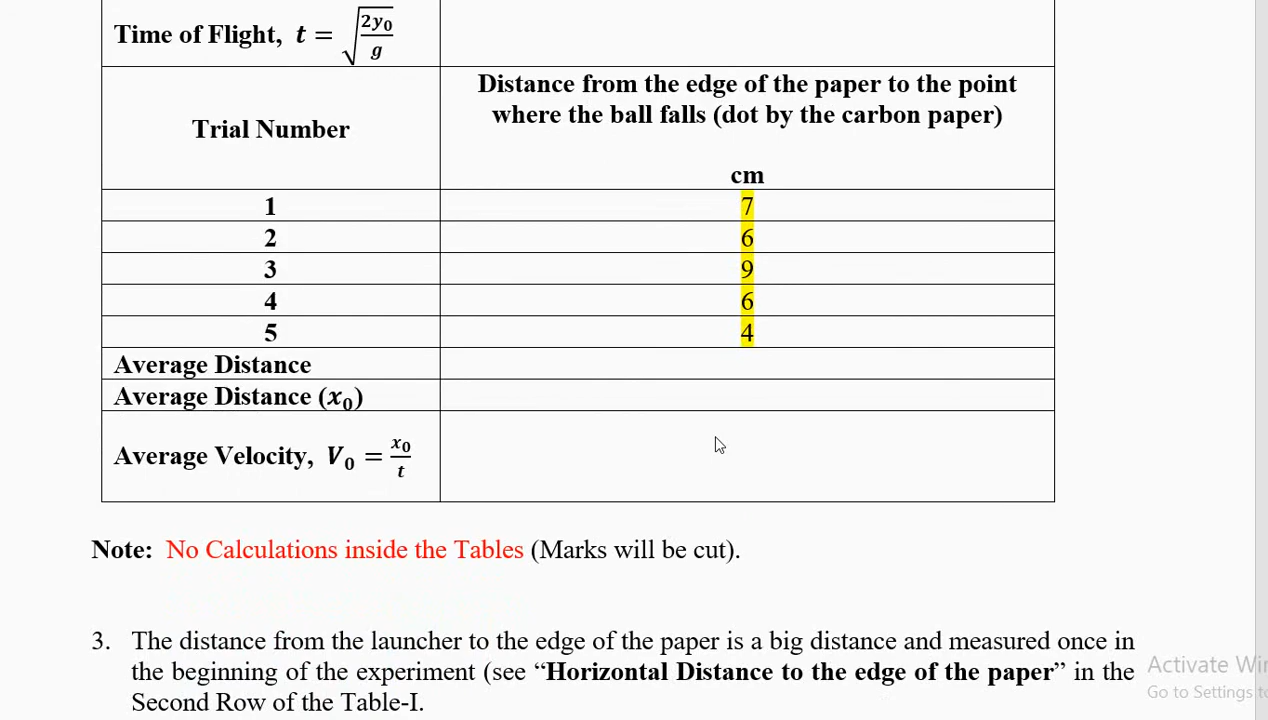 Time of Flight, t = √(2y₀/g)
Distance from the edge of the paper to the point
where the ball falls (dot by the carbon paper)
Trial Number
cm
1 7
2 6
3 9
4 6
5 4
Average Distance
Average Distance (x₀)
Average Velocity, V₀ = x₀/t
Note: No Calculations inside the Tables (Marks will be cut).
3. The distance from the launcher to the edge of the paper is a big distance and measured once in
the beginning of the experiment (see “Horizontal Distance to the edge of the paper” in the
Second Row of the Table-I.
Activate Wi
Go to Settings t